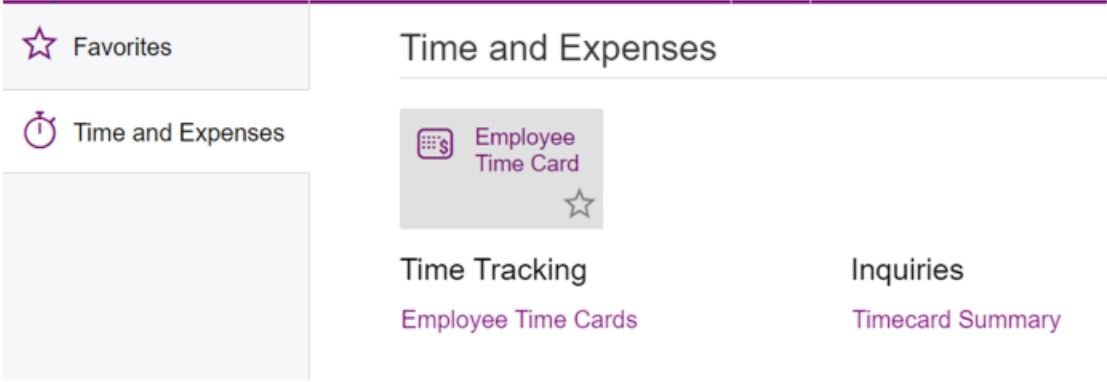 Favorites
Time and Expenses
Time and Expenses
Employee
Time Card
Time Tracking
Employee Time Cards
Inquiries
Timecard Summary